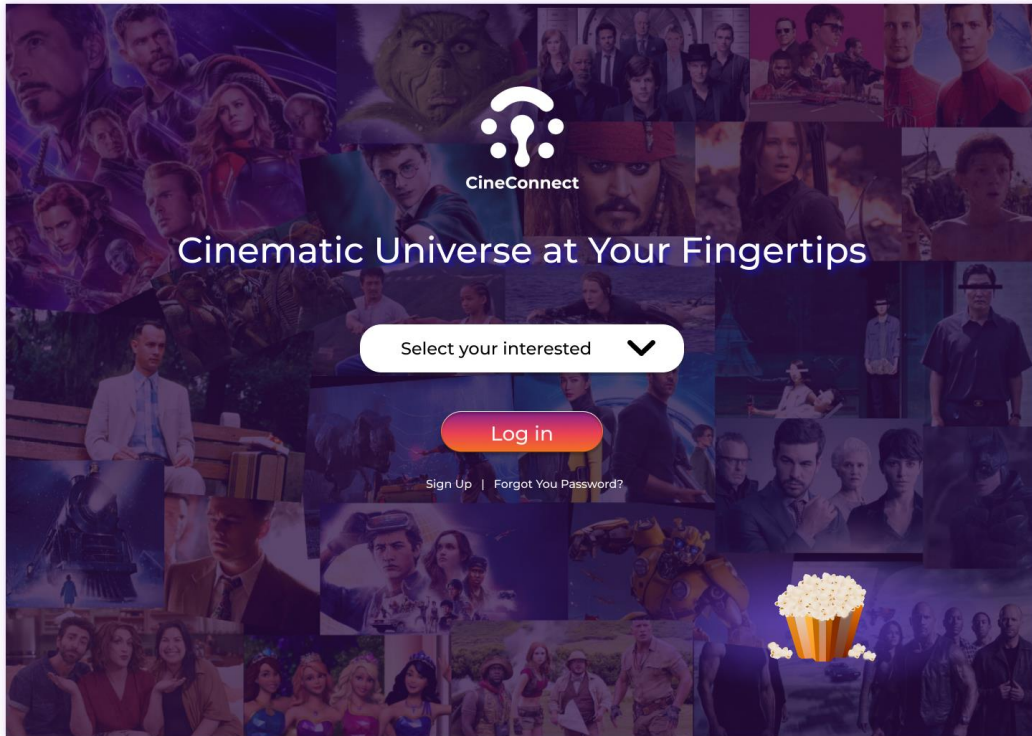 CineConnect
Cinematic Universe at Your Fingertips
Select your interested
Log in
Sign Up | Forgot You Password?